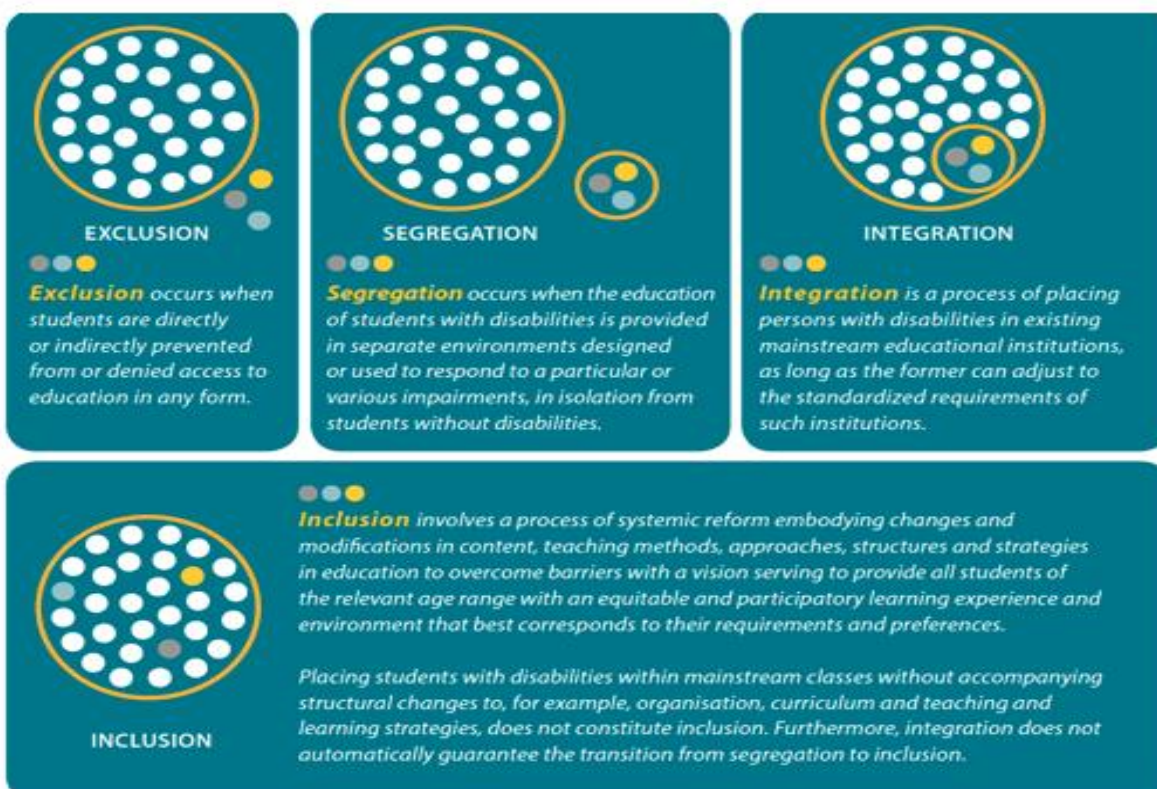 EXCLUSION
Exclusion occurs when
students are directly
or indirectly prevented
from or denied access to
education in any form.
SEGREGATION
Segregation occurs when the education
of students with disabilities is provided
in separate environments designed
or used to respond to a particular or
various impairments, in isolation from
students without disabilities.
INTEGRATION
Integration is a process of placing
persons with disabilities in existing
mainstream educational institutions,
as long as the former can adjust to
the standardized requirements of
such institutions.
INCLUSION
Inclusion involves a process of systemic reform embodying changes and
modifications in content, teaching methods, approaches, structures and strategies
in education to overcome barriers with a vision serving to provide all students of
the relevant age range with an equitable and participatory learning experience and
environment that best corresponds to their requirements and preferences.
Placing students with disabilities within mainstream classes without accompanying
structural changes to, for example, organisation, curriculum and teaching and
learning strategies, does not constitute inclusion. Furthermore, integration does not
automatically guarantee the transition from segregation to inclusion.